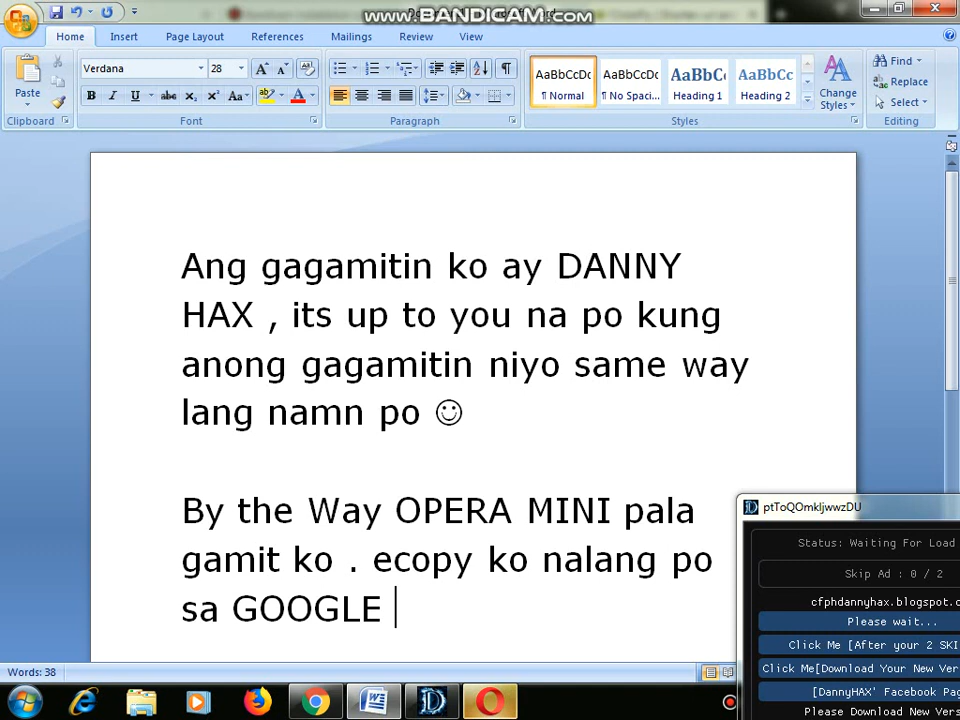 www.BANDICAM.com
Home Insert Page Layout References Mailings Review View
Verdana 28
Paste
Clipboard Font Paragraph Styles Editing
AaBbCcDc AaBbCcDc AaBbC AaBbCc
¶ Normal ¶ No Spaci... Heading 1 Heading 2
Change Styles
Find
Replace
Select
Ang gagamitin ko ay DANNY
HAX , its up to you na po kung
anong gagamitin niyo same way
lang namn po ☺
By the Way OPERA MINI pala
gamit ko . ecopy ko nalang po
sa GOOGLE
ptToQOmkIjwwzDU
Status: Waiting For Load
Skip Ad : 0 / 2
cfphdannyhax.blogspot.c
Please wait...
Click Me [After your 2 SKI
Click Me[Download Your New Ver
[DannyHAX' Facebook Pag
Please Download New Vers
Words: 38